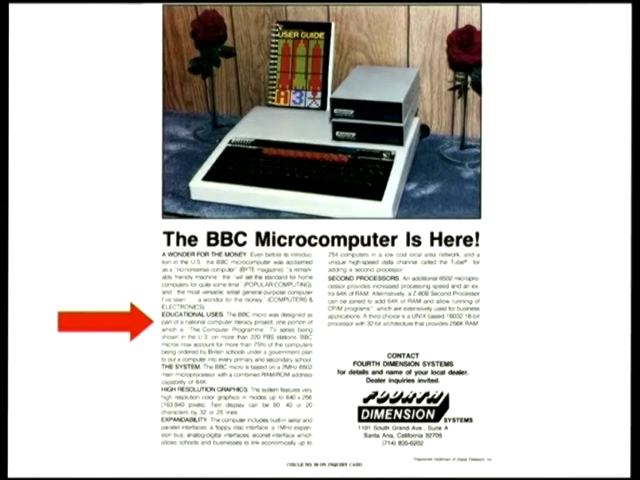 USER GUIDE
The BBC Microcomputer Is Here!
A WONDER FOR THE MONEY. Even before its introduc-
tion in the U.S. the BBC microcomputer was acclaimed
as a "no-nonsense computer" (BYTE magazine), "a remark-
ably friendly machine the will set the standard for home
computers for quite some time" (POPULAR COMPUTING)
and "the most versatile, small general purpose computer
I've seen a wonder for the money" (COMPUTERS &
ELECTRONICS)
EDUCATIONAL USES. The BBC micro was designed as
part of a national computer literacy project, one portion of
which is "The Computer Programme" TV series being
shown in the U.S. on more than 220 PBS stations. BBC
micros now account for more than 75% of the computers
being ordered by British schools under a government plan
to put a computer into every primary and secondary school.
THE SYSTEM. The BBC micro is based on a 2MHz 6502
main microprocessor with a combined RAM/ROM address
capability of 64K.
HIGH RESOLUTION GRAPHICS. The system features very
high resolution color graphics in modes up to 640 x 256
(163,840 pixels). Text display can be 80, 40 or 20
characters by 32 or 25 lines.
EXPANDABILITY. The computer includes built-in serial and
parallel interfaces, a floppy disc interface, a 1MHz expan-
sion bus, analog-digital interfaces, econet interface which
allows schools and businesses to link economically up to
254 computers in a low cost local area network, and a
unique high-speed data channel called the Tube® for
adding a second processor.
SECOND PROCESSORS. An additional 6502 micropro-
cessor provides increased processing speed and an ex-
tra 64K of RAM. Alternatively, a Z-80B Second Processor
can be joined to add 64K of RAM and allow running of
CP/M programs*, which are extensively used for business
applications. A third choice is a UNIX based 16032 16-bit
processor with 32-bit architecture that provides 256K RAM.
CONTACT
FOURTH DIMENSION SYSTEMS
for details and name of your local dealer.
Dealer inquiries invited.
FOURTH
DIMENSION SYSTEMS
1101 South Grand Ave., Suite A
Santa Ana, California 92705
(714) 835-6202
*Registered trademark of Digital Research, Inc.
CIRCLE NO. ON INQUIRY CARD